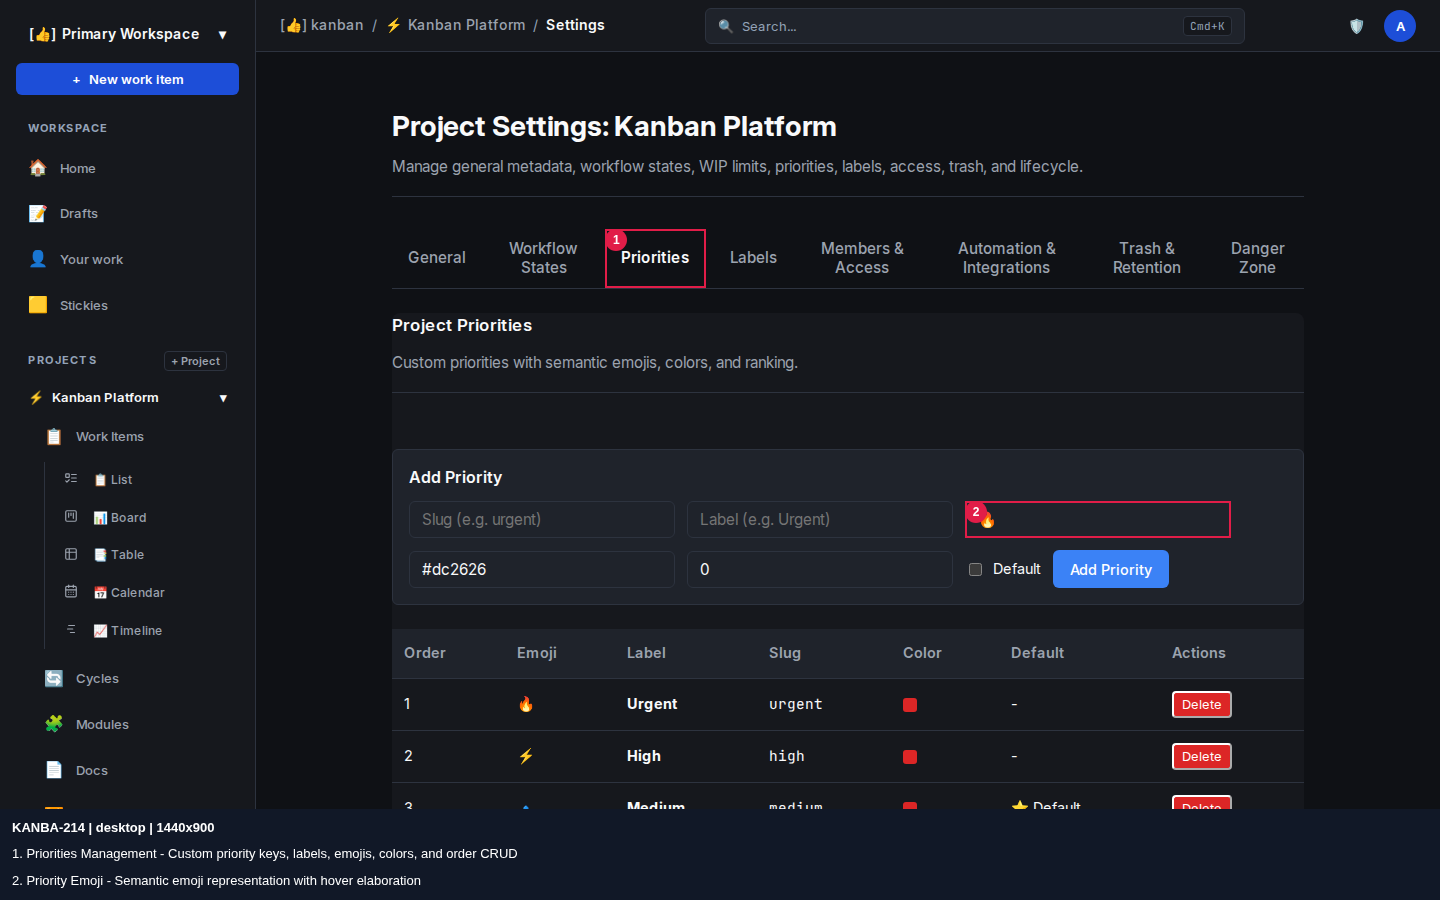 [👍] Primary Workspace ▼
+ New work item
WORKSPACE
🏠 Home
📝 Drafts
👤 Your work
🟨 Stickies
PROJECTS + Project
⚡ Kanban Platform ▼
📋 Work Items
📋 List
📊 Board
📑 Table
📅 Calendar
📈 Timeline
🔄 Cycles
🧩 Modules
📄 Docs
[👍] kanban / ⚡ Kanban Platform / Settings
🔍 Search... Cmd+K
🛡️ A
Project Settings: Kanban Platform
Manage general metadata, workflow states, WIP limits, priorities, labels, access, trash, and lifecycle.
General
Workflow States
1 Priorities
Labels
Members & Access
Automation & Integrations
Trash & Retention
Danger Zone
Project Priorities
Custom priorities with semantic emojis, colors, and ranking.
Add Priority
Slug (e.g. urgent) Label (e.g. Urgent) 2 🔥
#dc2626 0 Default Add Priority
Order Emoji Label Slug Color Default Actions
1 🔥 Urgent urgent - Delete
2 ⚡ High high - Delete
3 🔹 Medium medium ⭐ Default Delete
KANBA-214 | desktop | 1440x900
1. Priorities Management - Custom priority keys, labels, emojis, colors, and order CRUD
2. Priority Emoji - Semantic emoji representation with hover elaboration